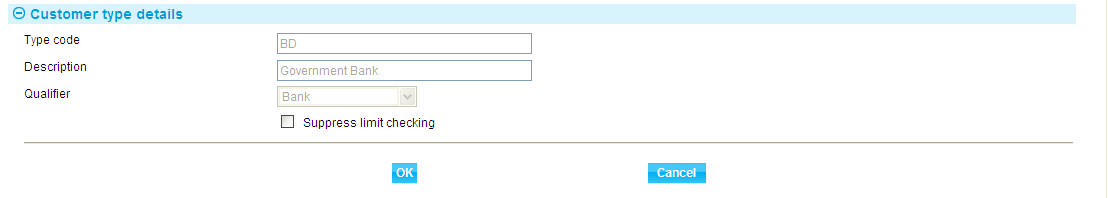 Customer type details
Type code BD
Description Government Bank
Qualifier Bank
Suppress limit checking
OK Cancel